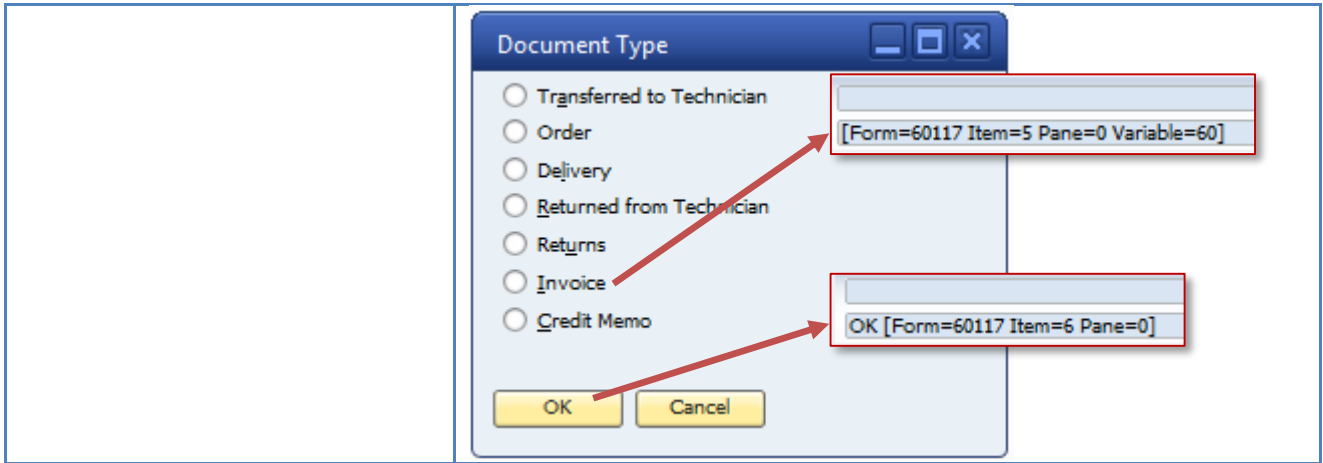 Document Type
Transferred to Technician
Order
[Form=60117 Item=5 Pane=0 Variable=60]
Delivery
Returned from Technician
Returns
Invoice
Credit Memo
OK [Form=60117 Item=6 Pane=0]
OK Cancel